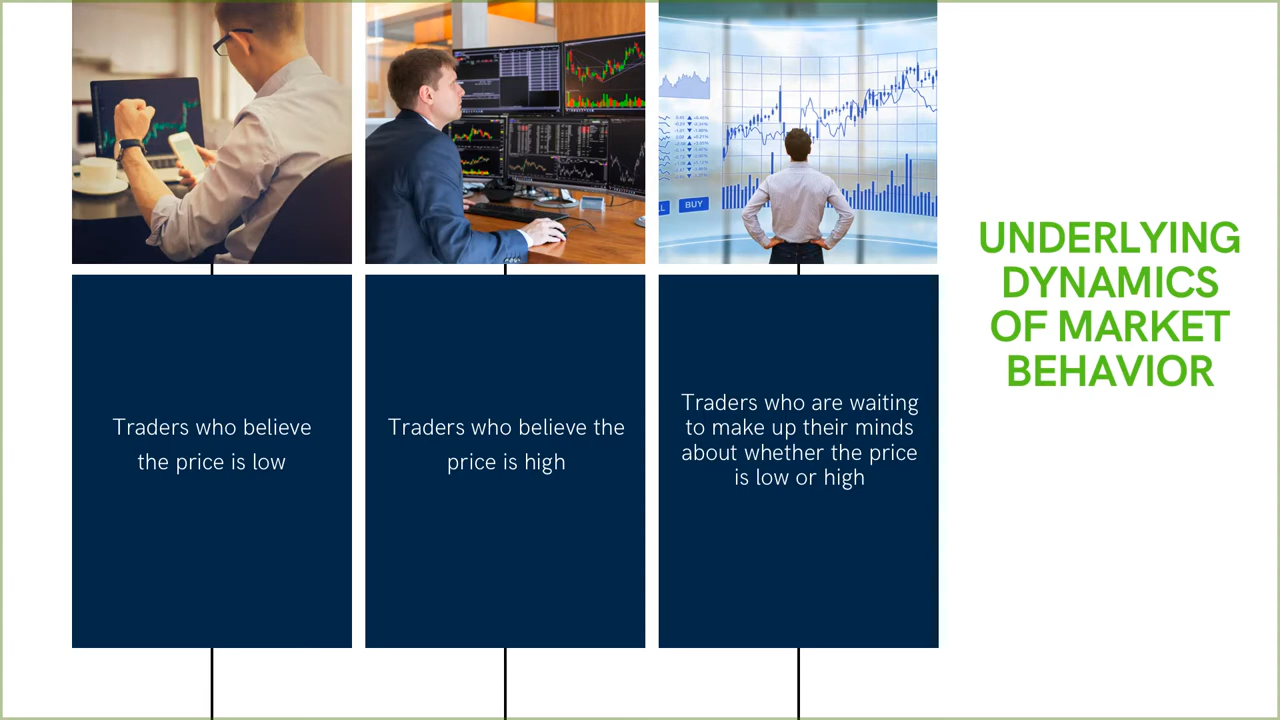 BUY
Traders who believe
the price is low
Traders who believe the
price is high
Traders who are waiting
to make up their minds
about whether the price
is low or high
UNDERLYING
DYNAMICS
OF MARKET
BEHAVIOR